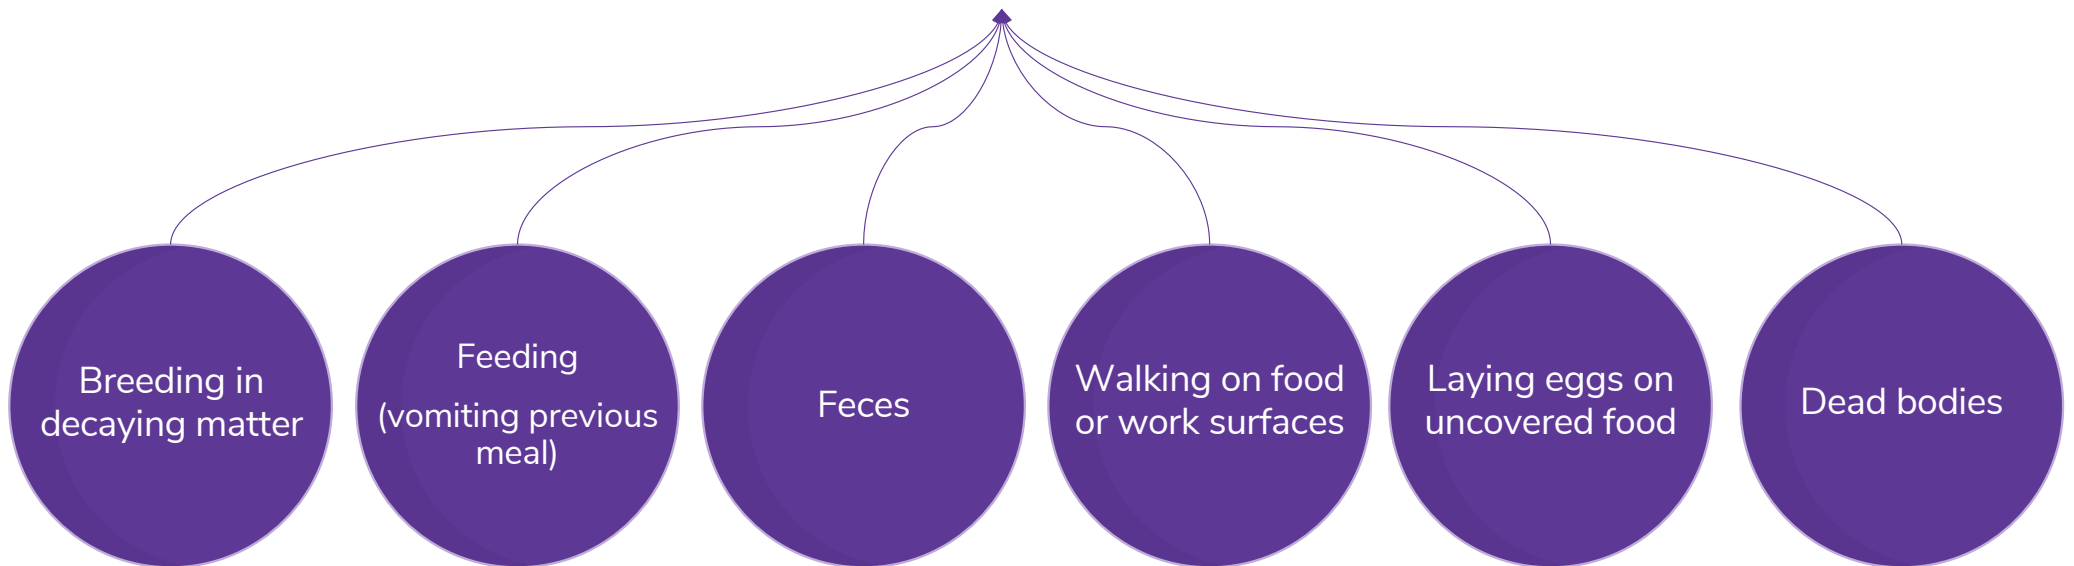 Breeding in
decaying matter
Feeding
(vomiting previous
meal)
Feces
Walking on food
or work surfaces
Laying eggs on
uncovered food
Dead bodies